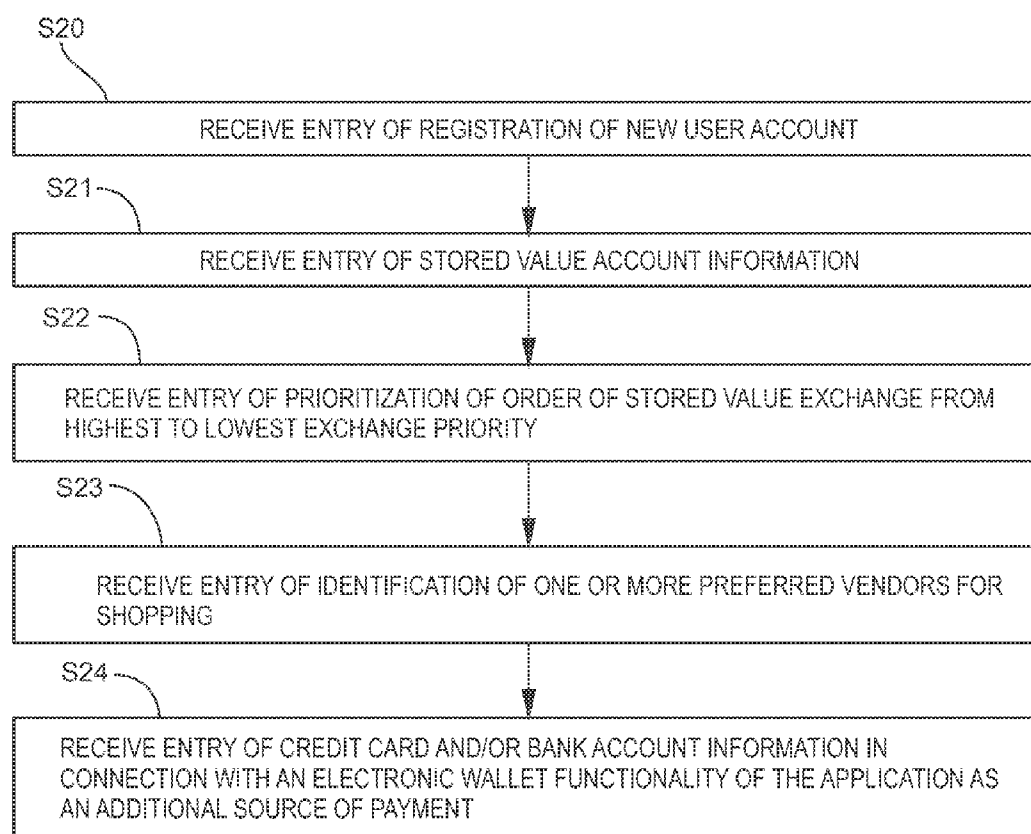 S20
RECEIVE ENTRY OF REGISTRATION OF NEW USER ACCOUNT
S21
RECEIVE ENTRY OF STORED VALUE ACCOUNT INFORMATION
S22
RECEIVE ENTRY OF PRIORITIZATION OF ORDER OF STORED VALUE EXCHANGE FROM
HIGHEST TO LOWEST EXCHANGE PRIORITY
S23
RECEIVE ENTRY OF IDENTIFICATION OF ONE OR MORE PREFERRED VENDORS FOR
SHOPPING
S24
RECEIVE ENTRY OF CREDIT CARD AND/OR BANK ACCOUNT INFORMATION IN
CONNECTION WITH AN ELECTRONIC WALLET FUNCTIONALITY OF THE APPLICATION AS
AN ADDITIONAL SOURCE OF PAYMENT